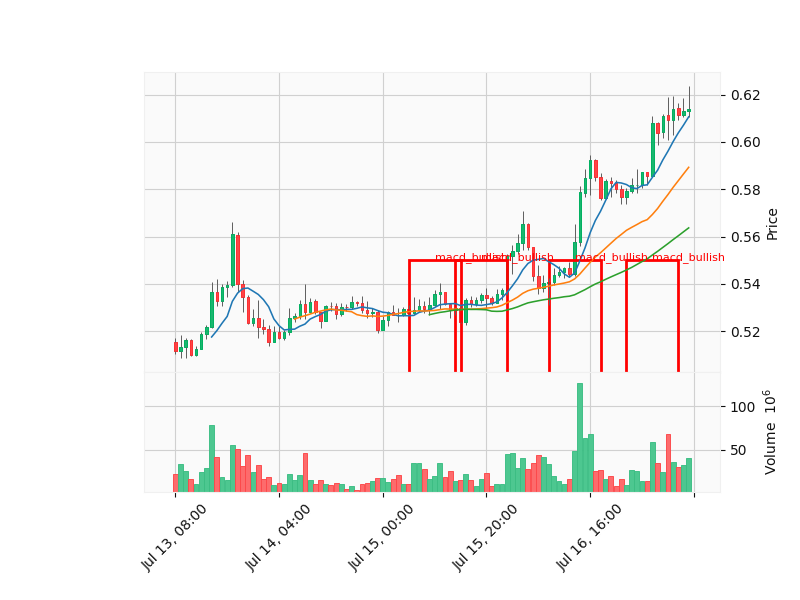 0.62
0.60
0.58
0.56
0.54
0.52
Price
macd_bullish
macd_bullish
macd_bullish
macd_bullish
100
50
Volume 10^6
Jul 13, 08:00
Jul 14, 04:00
Jul 15, 00:00
Jul 15, 20:00
Jul 16, 16:00